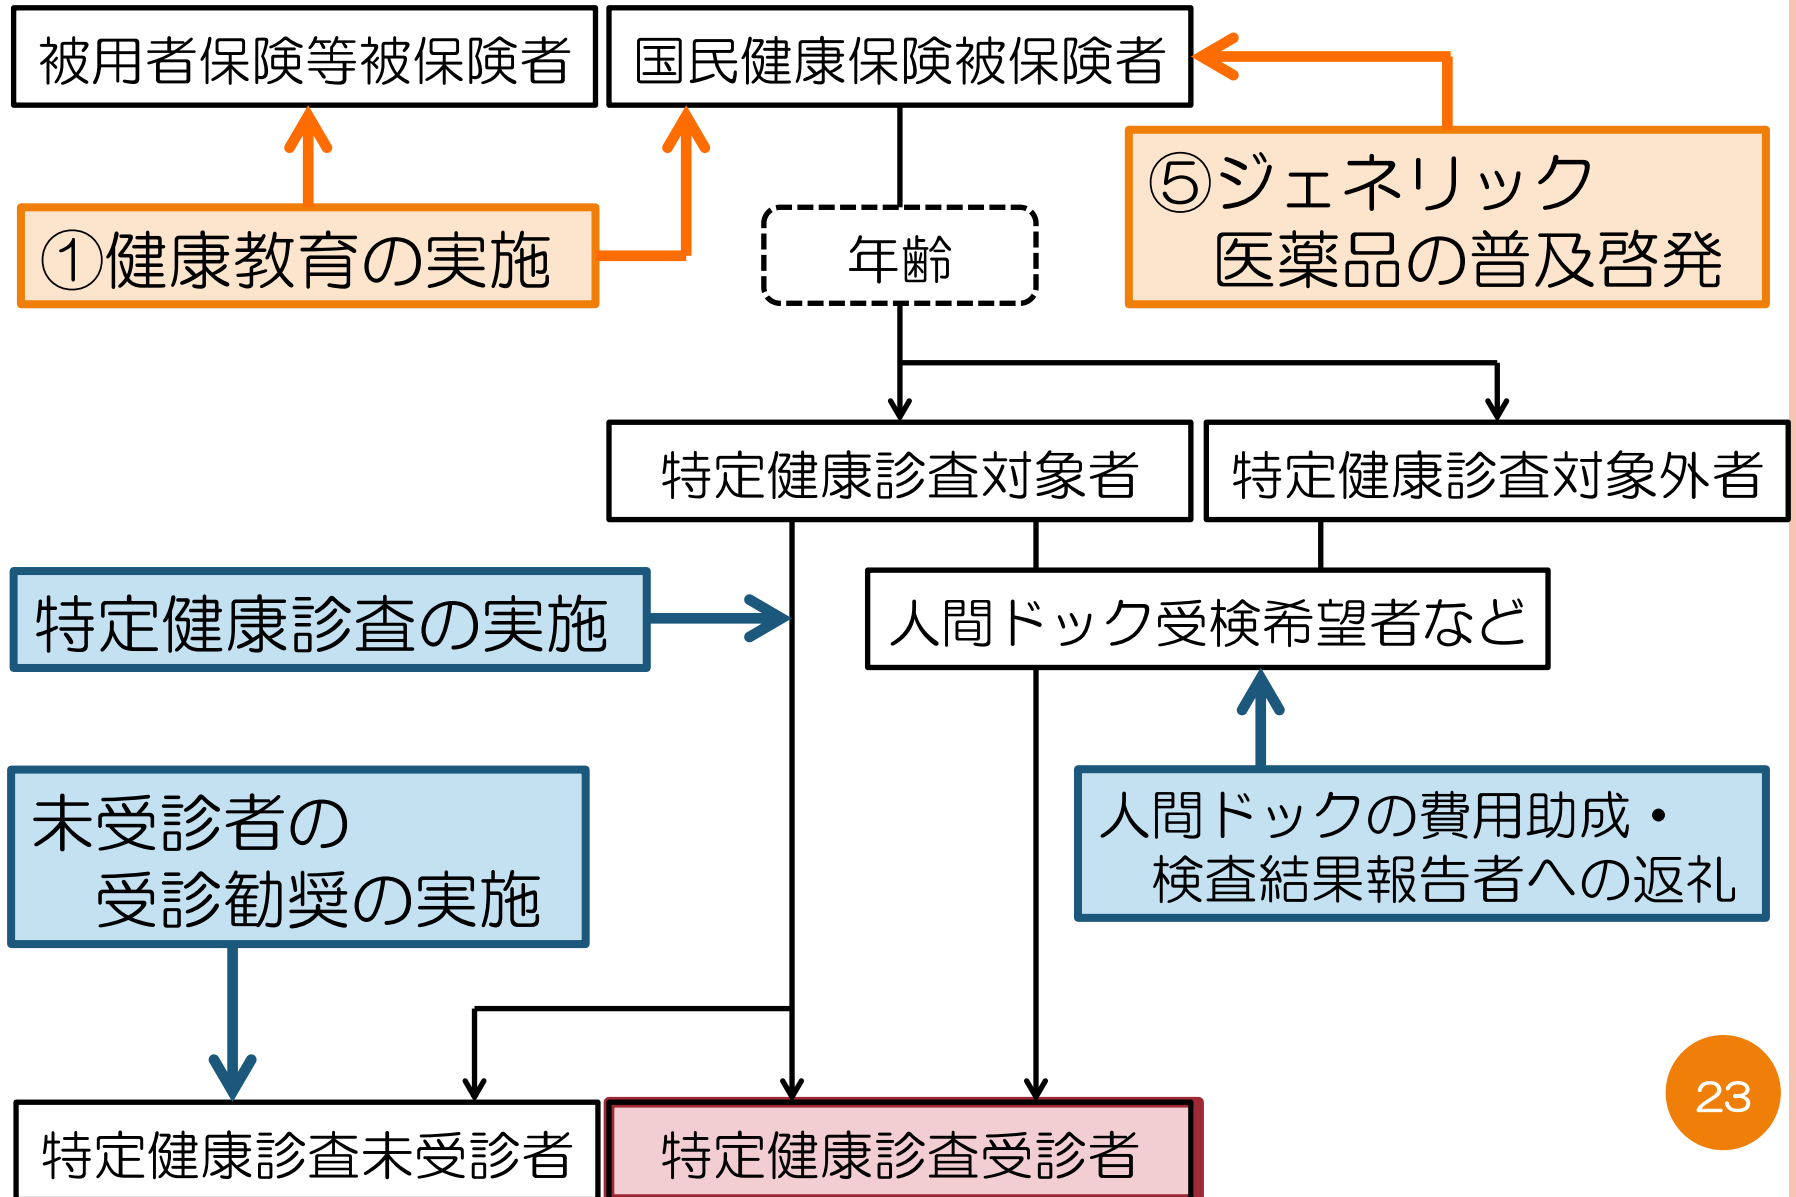 被用者保険等被保険者
国民健康保険被保険者
①健康教育の実施
年齢
⑤ジェネリック
医薬品の普及啓発
特定健康診査対象者
特定健康診査対象外者
特定健康診査の実施
人間ドック受検希望者など
未受診者の
受診勧奨の実施
人間ドックの費用助成・
検査結果報告者への返礼
特定健康診査未受診者
特定健康診査受診者
23